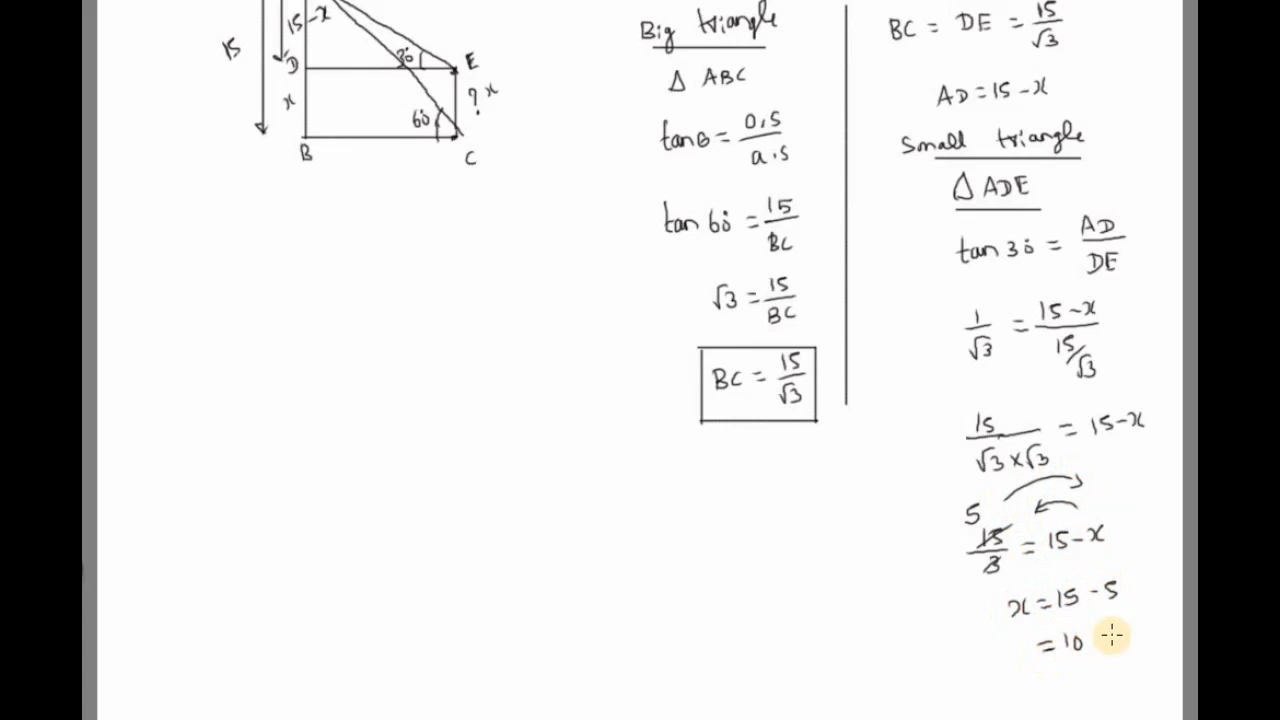 15
15-x
D
30
E
x
? x
60
B
C
Big triangle
Δ ABC
tanθ = o.s/a.s
tan 60 = 15/BC
√3 = 15/BC
BC = 15/√3
BC = DE = 15/√3
AD = 15-x
Small triangle
Δ ADE
tan 30 = AD/DE
1/√3 = 15-x/15/√3
15/√3×√3 = 15-x
5
15/3 = 15-x
x = 15-5
= 10